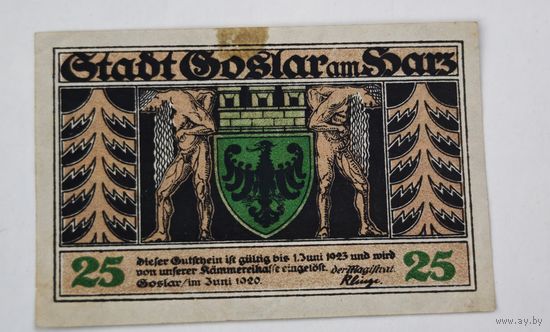 Stadt Goslar am Harz
dieser Gutschein ist gültig bis 1. Juni 1923 und wird
von unserer Kämmereikasse eingelöst. der Magistrat.
Goslar/im Juni 1920. Klinge.
25 25
www.ay.by